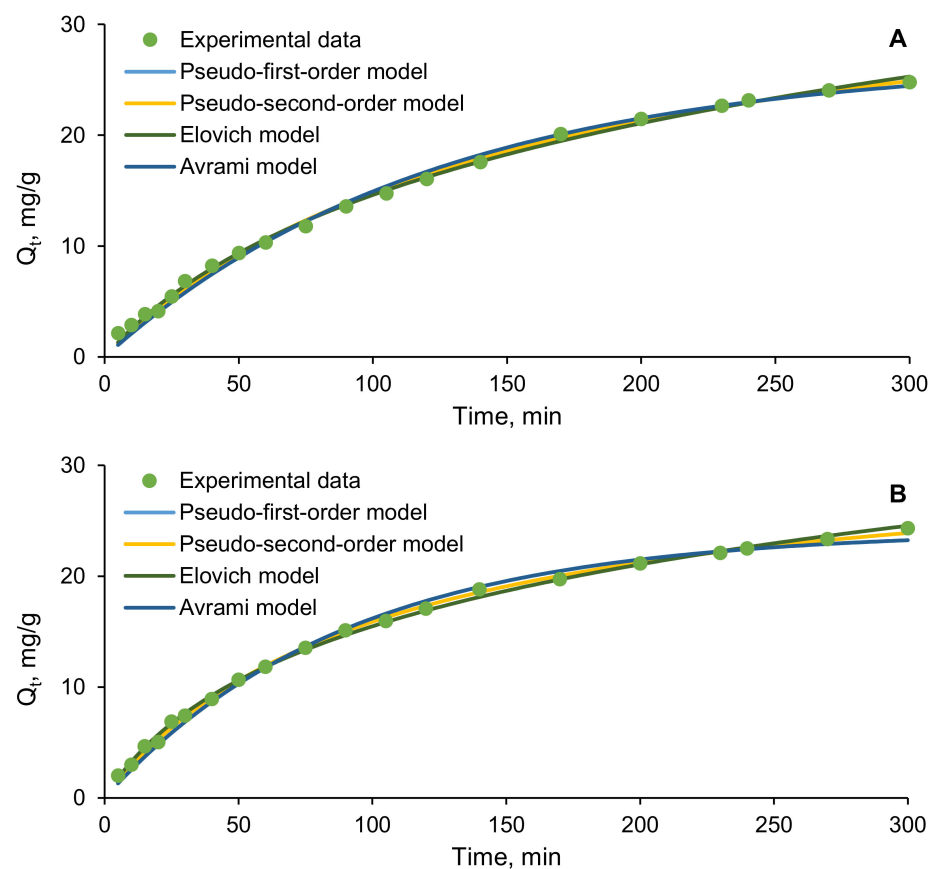 30
A
Experimental data
Pseudo-first-order model
Pseudo-second-order model
Elovich model
Avrami model
20
10
0
Qt, mg/g
0 50 100 150 200 250 300
Time, min
30
B
Experimental data
Pseudo-first-order model
Pseudo-second-order model
Elovich model
Avrami model
20
10
0
Qt, mg/g
0 50 100 150 200 250 300
Time, min